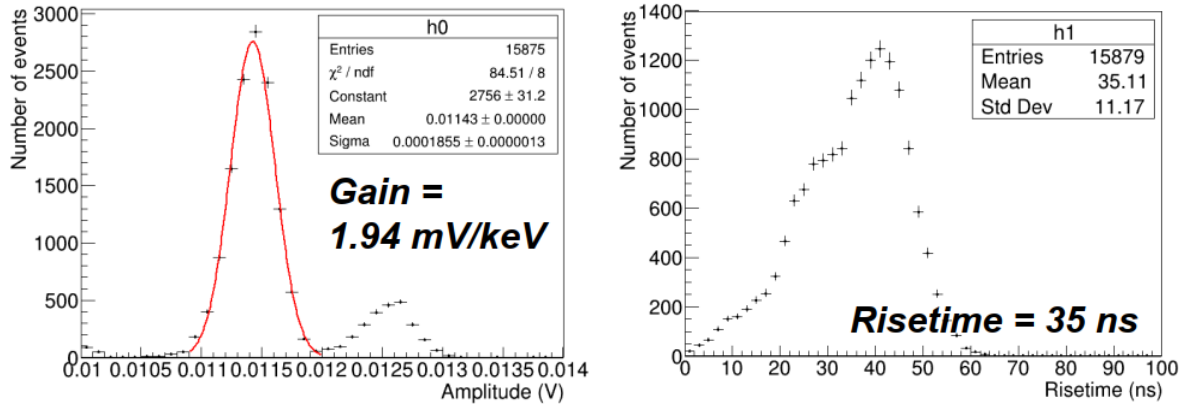 Number of events
3000
2500
2000
1500
1000
500
0
h0
Entries 15875
χ² / ndf 84.51 / 8
Constant 2756 ± 31.2
Mean 0.01143 ± 0.00000
Sigma 0.0001855 ± 0.0000013
Gain =
1.94 mV/keV
0.01 0.0105 0.011 0.0115 0.012 0.0125 0.013 0.0135 0.014
Amplitude (V)
Number of events
1400
1200
1000
800
600
400
200
0
h1
Entries 15879
Mean 35.11
Std Dev 11.17
Risetime = 35 ns
0 10 20 30 40 50 60 70 80 90 100
Risetime (ns)